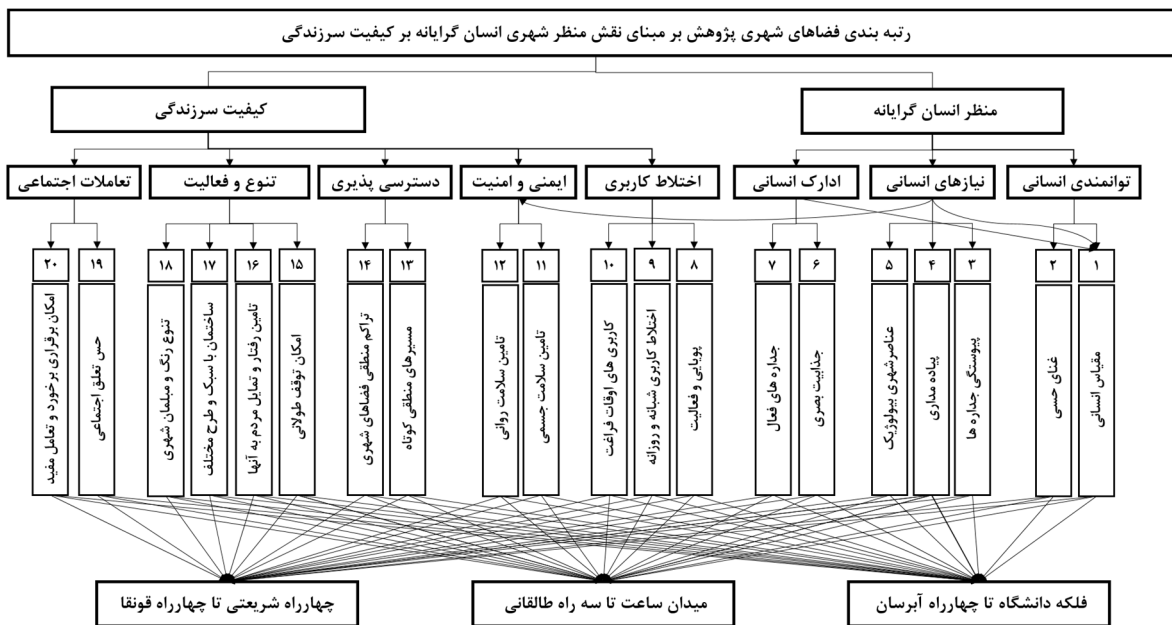 رتبه بندی فضاهای شهری پژوهش بر مبنای نقش منظر شهری انسان گرایانه بر کیفیت سرزندگی
منظر انسان گرایانه
کیفیت سرزندگی
توانمندی انسانی
نیازهای انسانی
ادارک انسانی
اختلاط کاربری
ایمنی و امنیت
دسترسی پذیری
تنوع و فعالیت
تعاملات اجتماعی
۱
۲
۳
۴
۵
۶
۷
۸
۹
۱۰
۱۱
۱۲
۱۳
۱۴
۱۵
۱۶
۱۷
۱۸
۱۹
۲۰
مقیاس انسانی
غنای حسی
پیوستگی جداره ها
پیاده مداری
عناصرشهری بیولوژیک
جذابیت بصری
جداره های فعال
پویایی و فعالیت
اختلاط کاربری شبانه و روزانه
کاربری های اوقات فراغت
تامین سلامت جسمی
تامین سلامت روانی
مسیرهای منطقی کوتاه
تراکم منطقی فضاهای شهری
امکان توقف طولانی
تامین رفتار و تمایل مردم به آنها
ساختمان با سبک و طرح مختلف
تنوع رنگ و مبلمان شهری
حس تعلق اجتماعی
امکان برقراری برخورد و تعامل مفید
فلکه دانشگاه تا چهارراه آبرسان
میدان ساعت تا سه راه طالقانی
چهارراه شریعتی تا چهارراه قونقا